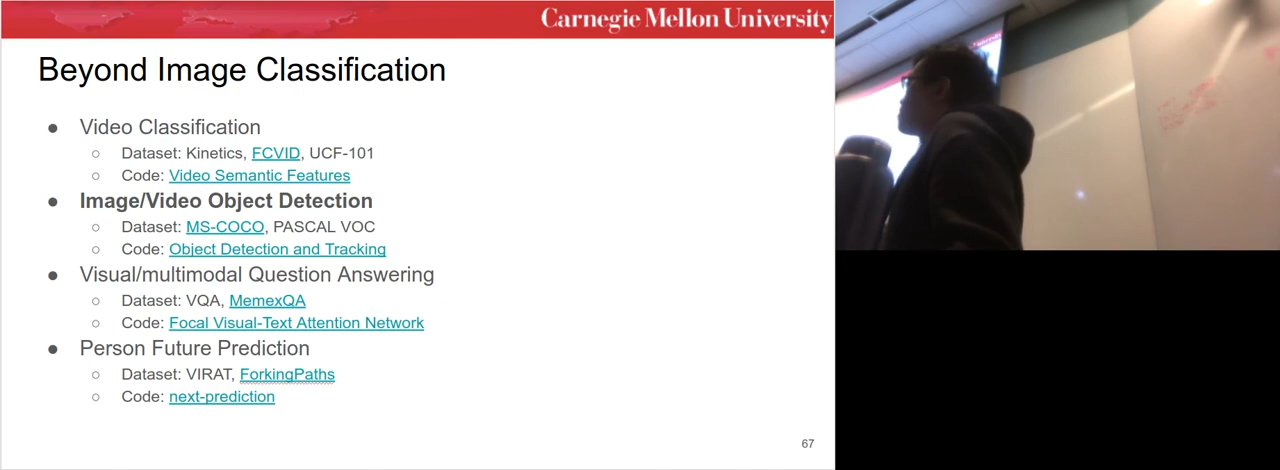 Carnegie Mellon University
Beyond Image Classification
● Video Classification
○ Dataset: Kinetics, FCVID, UCF-101
○ Code: Video Semantic Features
● Image/Video Object Detection
○ Dataset: MS-COCO, PASCAL VOC
○ Code: Object Detection and Tracking
● Visual/multimodal Question Answering
○ Dataset: VQA, MemexQA
○ Code: Focal Visual-Text Attention Network
● Person Future Prediction
○ Dataset: VIRAT, ForkingPaths
○ Code: next-prediction
67